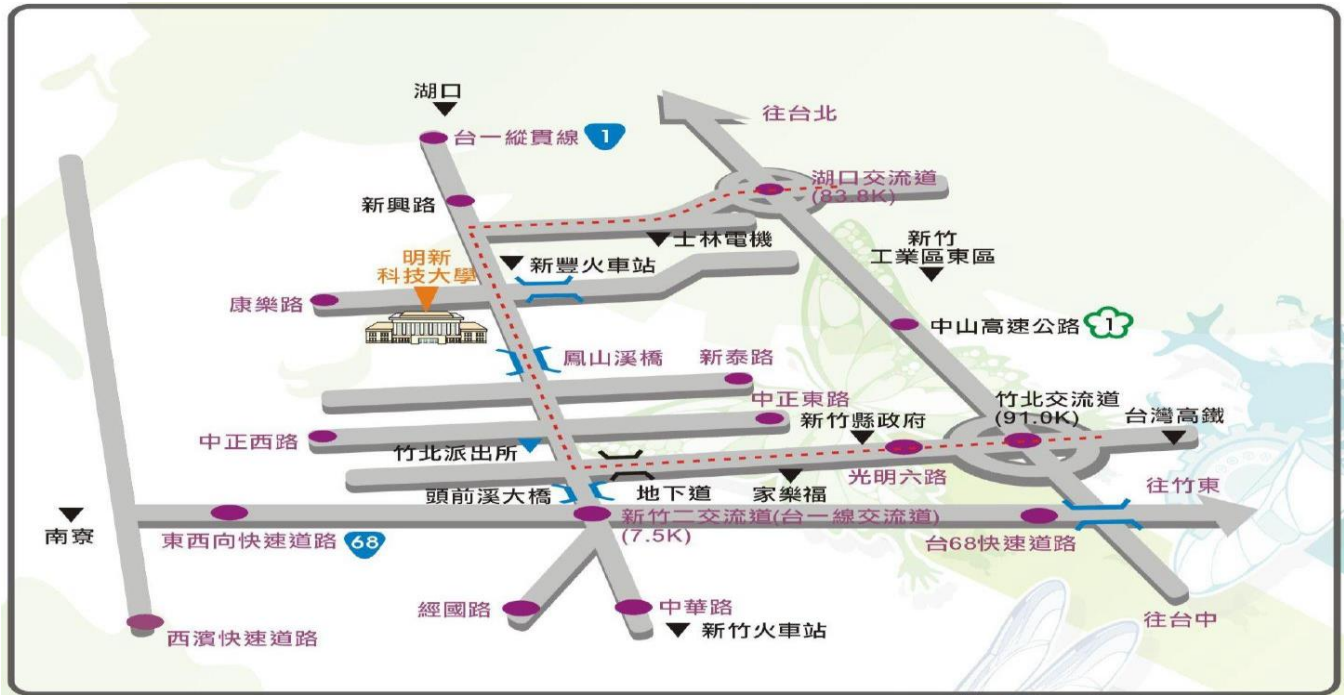 湖口
台一縱貫線 1
往台北
湖口交流道
(83.8K)
新興路
士林電機
新竹
工業區東區
明新
科技大學
新豐火車站
康樂路
中山高速公路 1
鳳山溪橋
新泰路
中正東路
竹北交流道
(91.0K)
台灣高鐵
新竹縣政府
中正西路
竹北派出所
光明六路
頭前溪大橋
地下道
家樂福
往竹東
南寮
東西向快速道路 68
新竹二交流道(台一線交流道)
(7.5K)
台68快速道路
經國路
中華路
往台中
新竹火車站
西濱快速道路